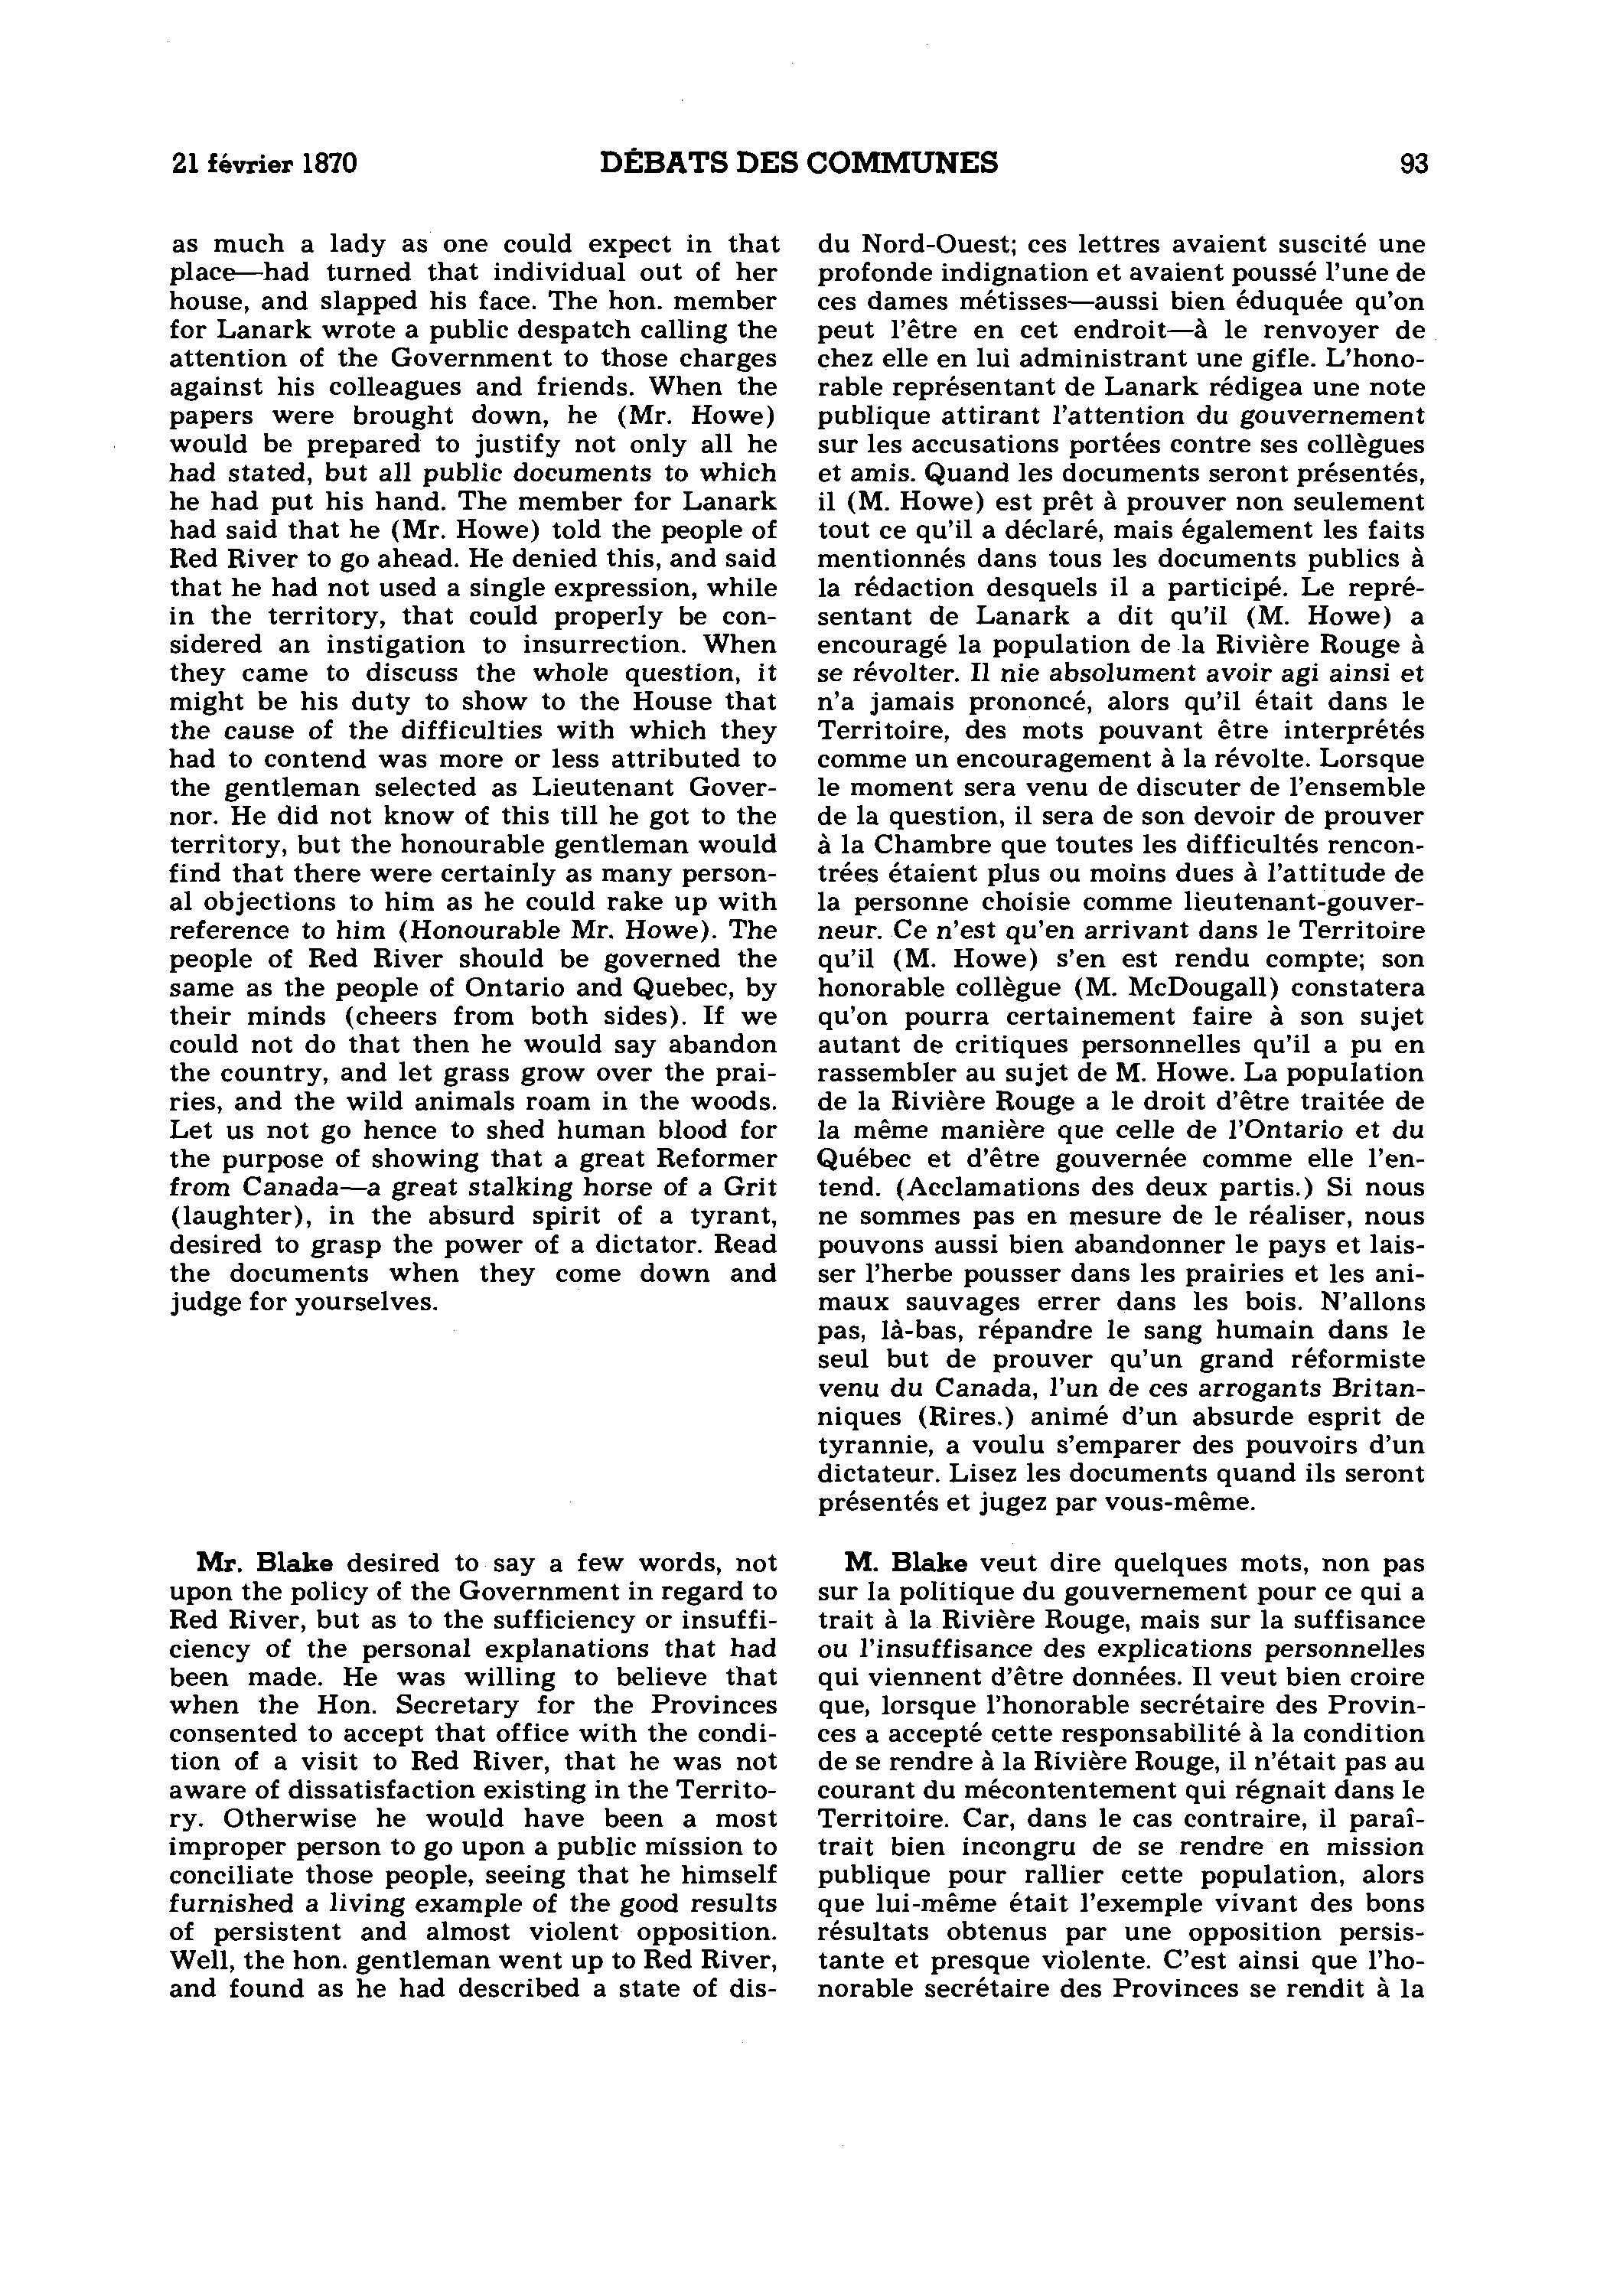 21 février 1870
DÉBATS DES COMMUNES
93
as much a lady as one could expect in that
place—had turned that individual out of her
house, and slapped his face. The hon. member
for Lanark wrote a public despatch calling the
attention of the Government to those charges
against his colleagues and friends. When the
papers were brought down, he (Mr. Howe)
would be prepared to justify not only all he
had stated, but all public documents to which
he had put his hand. The member for Lanark
had said that he (Mr. Howe) told the people of
Red River to go ahead. He denied this, and said
that he had not used a single expression, while
in the territory, that could properly be con-
sidered an instigation to insurrection. When
they came to discuss the whole question, it
might be his duty to show to the House that
the cause of the difficulties with which they
had to contend was more or less attributed to
the gentleman selected as Lieutenant Gover-
nor. He did not know of this till he got to the
territory, but the honourable gentleman would
find that there were certainly as many person-
al objections to him as he could rake up with
reference to him (Honourable Mr. Howe). The
people of Red River should be governed the
same as the people of Ontario and Quebec, by
their minds (cheers from both sides). If we
could not do that then he would say abandon
the country, and let grass grow over the prai-
ries, and the wild animals roam in the woods.
Let us not go hence to shed human blood for
the purpose of showing that a great Reformer
from Canada—a great stalking horse of a Grit
(laughter), in the absurd spirit of a tyrant,
desired to grasp the power of a dictator. Read
the documents when they come down and
judge for yourselves.
Mr. Blake desired to say a few words, not
upon the policy of the Government in regard to
Red River, but as to the sufficiency or insuffi-
ciency of the personal explanations that had
been made. He was willing to believe that
when the Hon. Secretary for the Provinces
consented to accept that office with the condi-
tion of a visit to Red River, that he was not
aware of dissatisfaction existing in the Territo-
ry. Otherwise he would have been a most
improper person to go upon a public mission to
conciliate those people, seeing that he himself
furnished a living example of the good results
of persistent and almost violent opposition.
Well, the hon. gentleman went up to Red River,
and found as he had described a state of dis-
du Nord-Ouest; ces lettres avaient suscité une
profonde indignation et avaient poussé l'une de
ces dames métisses—aussi bien éduquée qu'on
peut l'être en cet endroit—à le renvoyer de
chez elle en lui administrant une gifle. L'hono-
rable représentant de Lanark rédigea une note
publique attirant l'attention du gouvernement
sur les accusations portées contre ses collègues
et amis. Quand les documents seront présentés,
il (M. Howe) est prêt à prouver non seulement
tout ce qu'il a déclaré, mais également les faits
mentionnés dans tous les documents publics à
la rédaction desquels il a participé. Le repré-
sentant de Lanark a dit qu'il (M. Howe) a
encouragé la population de la Rivière Rouge à
se révolter. Il nie absolument avoir agi ainsi et
n'a jamais prononcé, alors qu'il était dans le
Territoire, des mots pouvant être interprétés
comme un encouragement à la révolte. Lorsque
le moment sera venu de discuter de l'ensemble
de la question, il sera de son devoir de prouver
à la Chambre que toutes les difficultés rencon-
trées étaient plus ou moins dues à l'attitude de
la personne choisie comme lieutenant-gouver-
neur. Ce n'est qu'en arrivant dans le Territoire
qu'il (M. Howe) s'en est rendu compte; son
honorable collègue (M. McDougall) constatera
qu'on pourra certainement faire à son sujet
autant de critiques personnelles qu'il a pu en
rassembler au sujet de M. Howe. La population
de la Rivière Rouge a le droit d'être traitée de
la même manière que celle de l'Ontario et du
Québec et d'être gouvernée comme elle l'en-
tend. (Acclamations des deux partis.) Si nous
ne sommes pas en mesure de le réaliser, nous
pouvons aussi bien abandonner le pays et lais-
ser l'herbe pousser dans les prairies et les ani-
maux sauvages errer dans les bois. N'allons
pas, là-bas, répandre le sang humain dans le
seul but de prouver qu'un grand réformiste
venu du Canada, l'un de ces arrogants Britan-
niques (Rires.) animé d'un absurde esprit de
tyrannie, a voulu s'emparer des pouvoirs d'un
dictateur. Lisez les documents quand ils seront
présentés et jugez par vous-même.
M. Blake veut dire quelques mots, non pas
sur la politique du gouvernement pour ce qui a
trait à la Rivière Rouge, mais sur la suffisance
ou l'insuffisance des explications personnelles
qui viennent d'être données. Il veut bien croire
que, lorsque l'honorable secrétaire des Provin-
ces a accepté cette responsabilité à la condition
de se rendre à la Rivière Rouge, il n'était pas au
courant du mécontentement qui régnait dans le
Territoire. Car, dans le cas contraire, il paraî-
trait bien incongru de se rendre en mission
publique pour rallier cette population, alors
que lui-même était l'exemple vivant des bons
résultats obtenus par une opposition persis-
tante et presque violente. C'est ainsi que l'ho-
norable secrétaire des Provinces se rendit à la